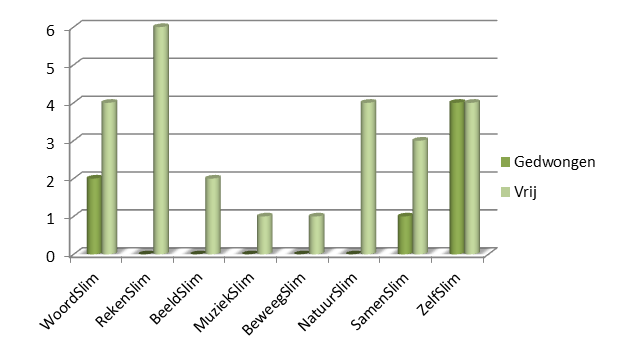 6
5
4
3
2
1
0
WoordSlim
RekenSlim
BeeldSlim
MuziekSlim
BeweegSlim
NatuurSlim
SamenSlim
ZelfSlim
Gedwongen
Vrij